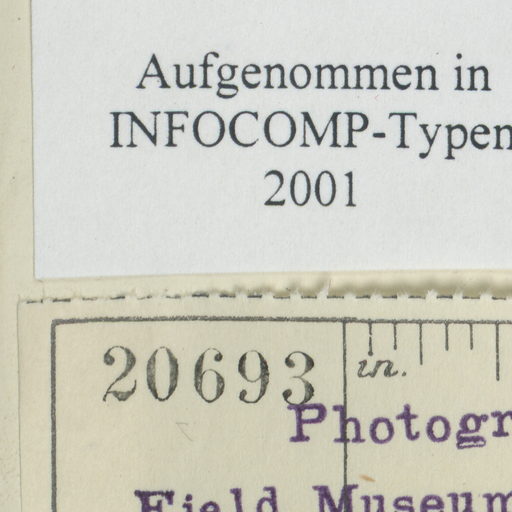 Aufgenommen in
INFOCOMP-Typen
2001
20693
in.
Photogr
Field Museum